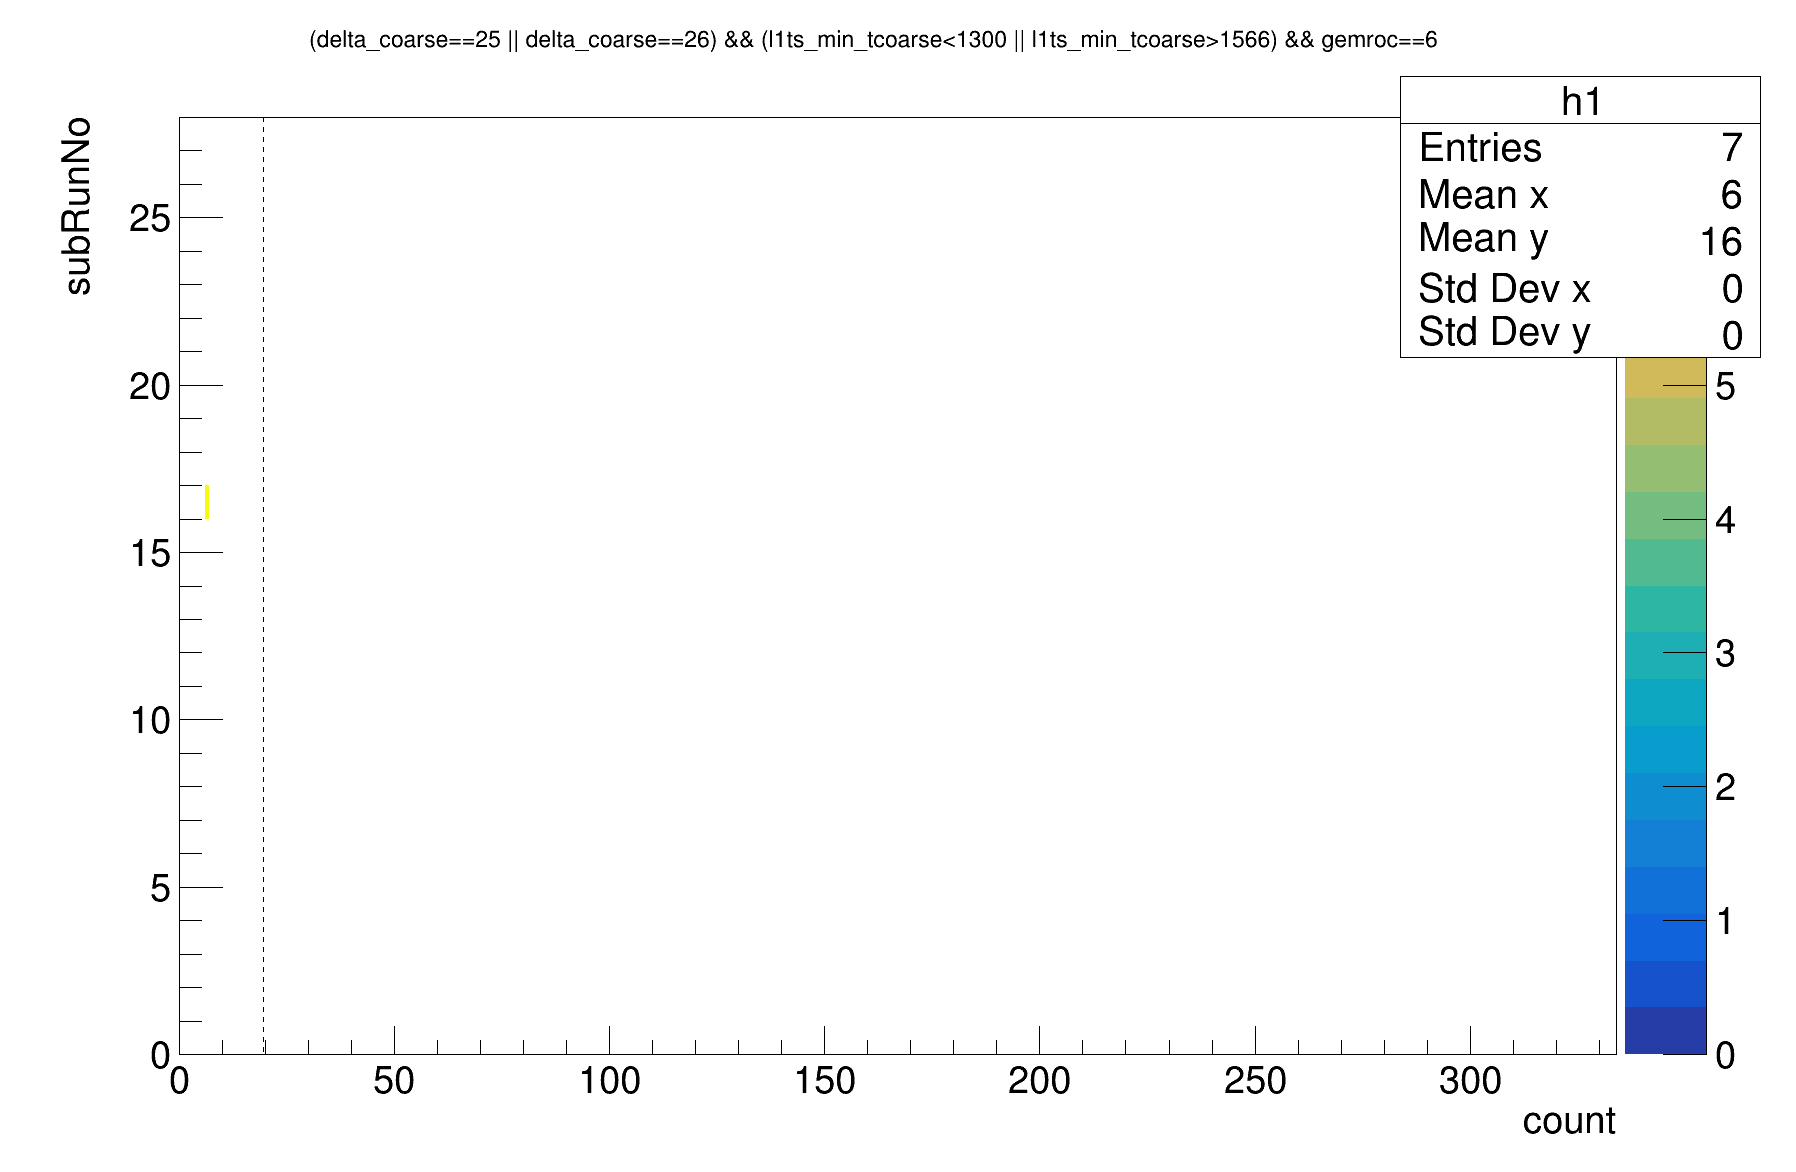 (delta_coarse==25 || delta_coarse==26) && (l1ts_min_tcoarse<1300 || l1ts_min_tcoarse>1566) && gemroc==6
h1
Entries 7
Mean x 6
Mean y 16
Std Dev x 0
Std Dev y 0
subRunNo
25
20
15
10
5
0
0 50 100 150 200 250 300
count
5
4
3
2
1
0